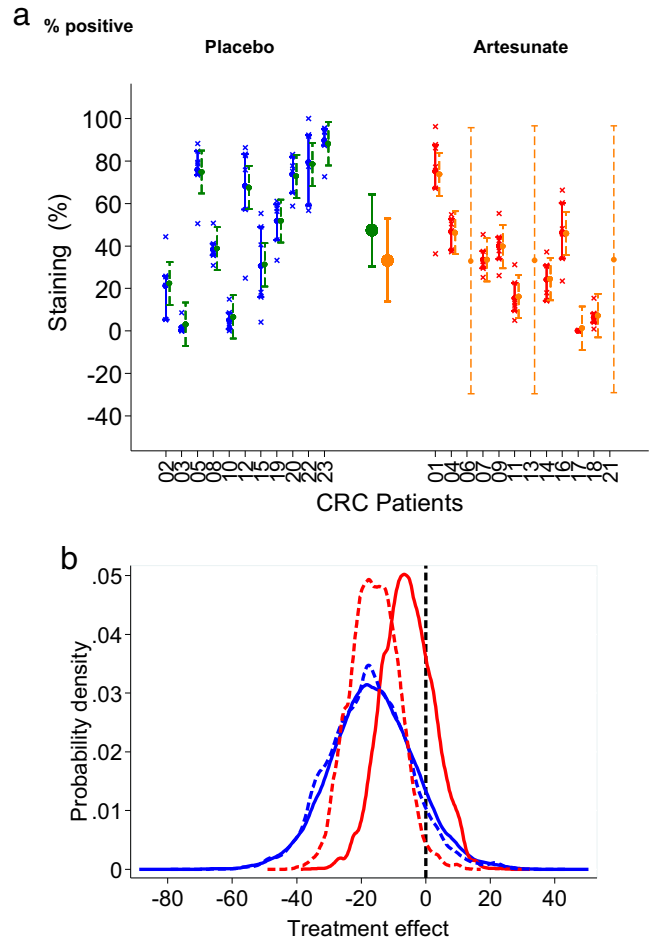 a % positive
Placebo Artesunate
Staining (%)
100
80
60
40
20
0
-20
-40
02 03 05 08 10 12 15 19 20 22 23 01 04 06 07 09 11 13 14 16 17 18 21
CRC Patients
b
Probability density
.05
.04
.03
.02
.01
0
-80 -60 -40 -20 0 20 40
Treatment effect